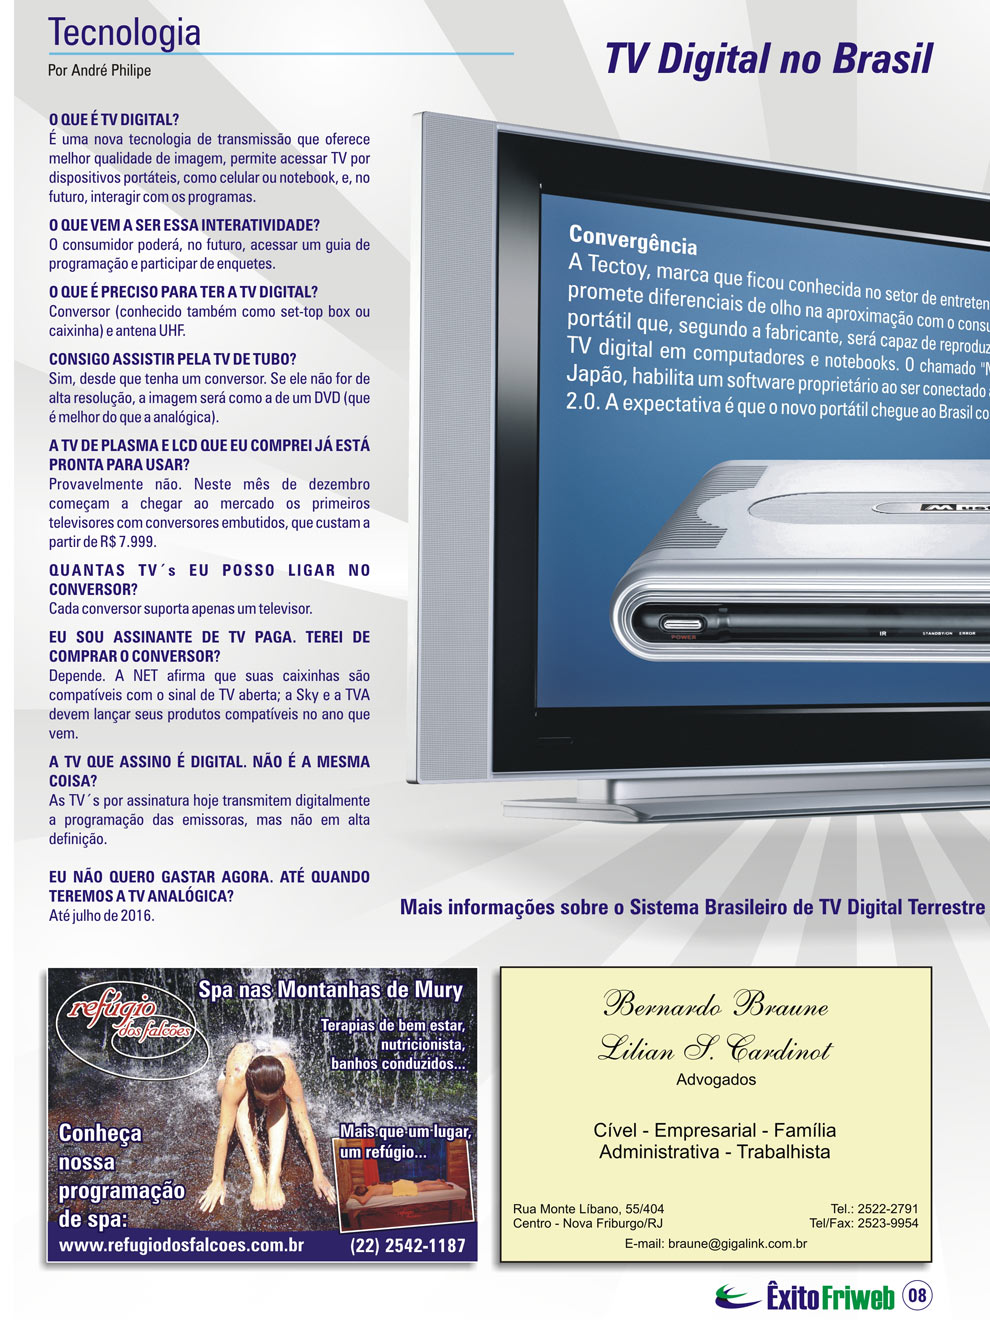 Tecnologia
Por André Philipe
TV Digital no Brasil
O QUE É TV DIGITAL?
É uma nova tecnologia de transmissão que oferece
melhor qualidade de imagem, permite acessar TV por
dispositivos portáteis, como celular ou notebook, e, no
futuro, interagir com os programas.
O QUE VEM A SER ESSA INTERATIVIDADE?
O consumidor poderá, no futuro, acessar um guia de
programação e participar de enquetes.
O QUE É PRECISO PARA TER A TV DIGITAL?
Conversor (conhecido também como set-top box ou
caixinha) e antena UHF.
CONSIGO ASSISTIR PELA TV DE TUBO?
Sim, desde que tenha um conversor. Se ele não for de
alta resolução, a imagem será como a de um DVD (que
é melhor do que a analógica).
A TV DE PLASMA E LCD QUE EU COMPREI JÁ ESTÁ
PRONTA PARA USAR?
Provavelmente não. Neste mês de dezembro
começam a chegar ao mercado os primeiros
televisores com conversores embutidos, que custam a
partir de R$ 7.999.
QUANTAS TV´s EU POSSO LIGAR NO
CONVERSOR?
Cada conversor suporta apenas um televisor.
EU SOU ASSINANTE DE TV PAGA. TEREI DE
COMPRAR O CONVERSOR?
Depende. A NET afirma que suas caixinhas são
compatíveis com o sinal de TV aberta; a Sky e a TVA
devem lançar seus produtos compatíveis no ano que
vem.
A TV QUE ASSINO É DIGITAL. NÃO É A MESMA
COISA?
As TV´s por assinatura hoje transmitem digitalmente
a programação das emissoras, mas não em alta
definição.
EU NÃO QUERO GASTAR AGORA. ATÉ QUANDO
TEREMOS A TV ANALÓGICA?
Até julho de 2016.
Convergência
A Tectoy, marca que ficou conhecida no setor de entreten
promete diferenciais de olho na aproximação com o consu
portátil que, segundo a fabricante, será capaz de reproduz
TV digital em computadores e notebooks. O chamado "M
Japão, habilita um software proprietário ao ser conectado a
2.0. A expectativa é que o novo portátil chegue ao Brasil co
POWER
IR
STANDBY/ON ERROR
Mais informações sobre o Sistema Brasileiro de TV Digital Terrestre
refúgio
dos falcões
Spa nas Montanhas de Mury
Terapias de bem estar,
nutricionista,
banhos conduzidos...
Mais que um lugar,
um refúgio...
Conheça
nossa
programação
de spa:
www.refugiodosfalcoes.com.br (22) 2542-1187
Bernardo Braune
Lilian S. Cardinot
Advogados
Cível - Empresarial - Família
Administrativa - Trabalhista
Rua Monte Líbano, 55/404
Centro - Nova Friburgo/RJ
Tel.: 2522-2791
Tel/Fax: 2523-9954
E-mail: braune@gigalink.com.br
ÊxitoFriweb 08